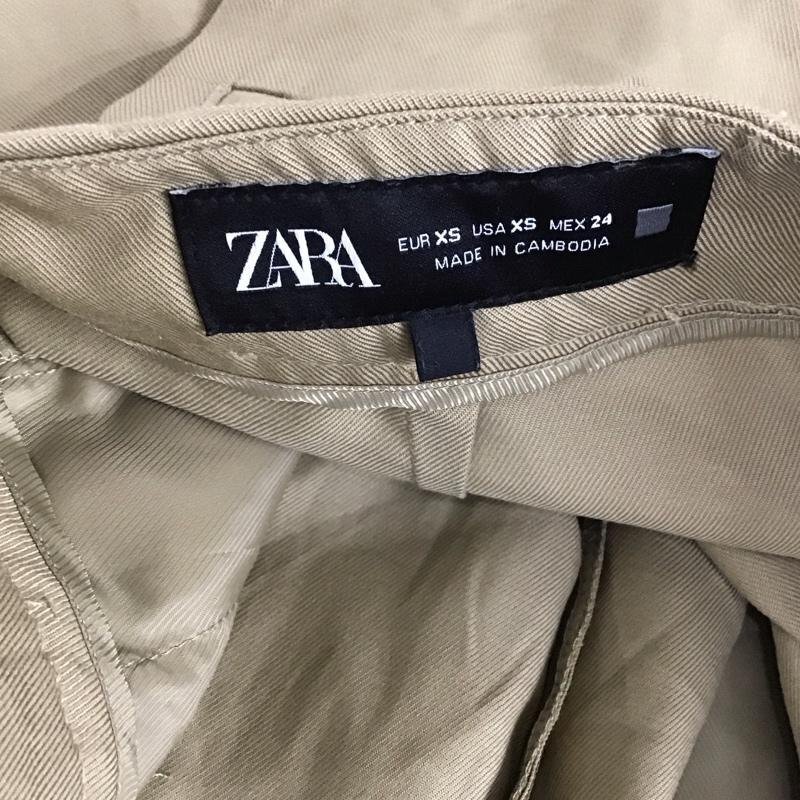 ZARA
EUR XS USA XS MEX 24
MADE IN CAMBODIA